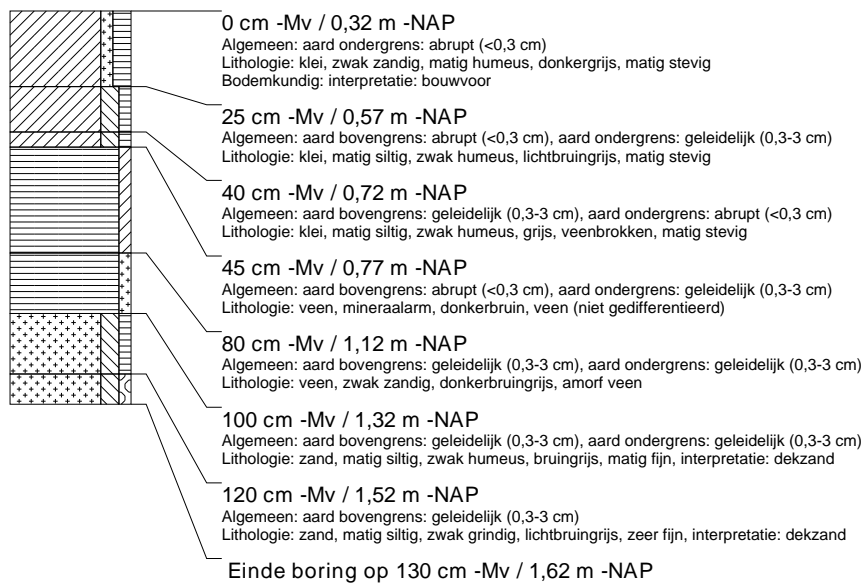 0 cm -Mv / 0,32 m -NAP
Algemeen: aard ondergrens: abrupt (<0,3 cm)
Lithologie: klei, zwak zandig, matig humeus, donkergrijs, matig stevig
Bodemkundig: interpretatie: bouwvoor
25 cm -Mv / 0,57 m -NAP
Algemeen: aard bovengrens: abrupt (<0,3 cm), aard ondergrens: geleidelijk (0,3-3 cm)
Lithologie: klei, matig siltig, zwak humeus, lichtbruingrijs, matig stevig
40 cm -Mv / 0,72 m -NAP
Algemeen: aard bovengrens: geleidelijk (0,3-3 cm), aard ondergrens: abrupt (<0,3 cm)
Lithologie: klei, matig siltig, zwak humeus, grijs, veenbrokken, matig stevig
45 cm -Mv / 0,77 m -NAP
Algemeen: aard bovengrens: abrupt (<0,3 cm), aard ondergrens: geleidelijk (0,3-3 cm)
Lithologie: veen, mineraalarm, donkerbruin, veen (niet gedifferentieerd)
80 cm -Mv / 1,12 m -NAP
Algemeen: aard bovengrens: geleidelijk (0,3-3 cm), aard ondergrens: geleidelijk (0,3-3 cm)
Lithologie: veen, zwak zandig, donkerbruingrijs, amorf veen
100 cm -Mv / 1,32 m -NAP
Algemeen: aard bovengrens: geleidelijk (0,3-3 cm), aard ondergrens: geleidelijk (0,3-3 cm)
Lithologie: zand, matig siltig, zwak humeus, bruingrijs, matig fijn, interpretatie: dekzand
120 cm -Mv / 1,52 m -NAP
Algemeen: aard bovengrens: geleidelijk (0,3-3 cm)
Lithologie: zand, matig siltig, zwak grindig, lichtbruingrijs, zeer fijn, interpretatie: dekzand
Einde boring op 130 cm -Mv / 1,62 m -NAP